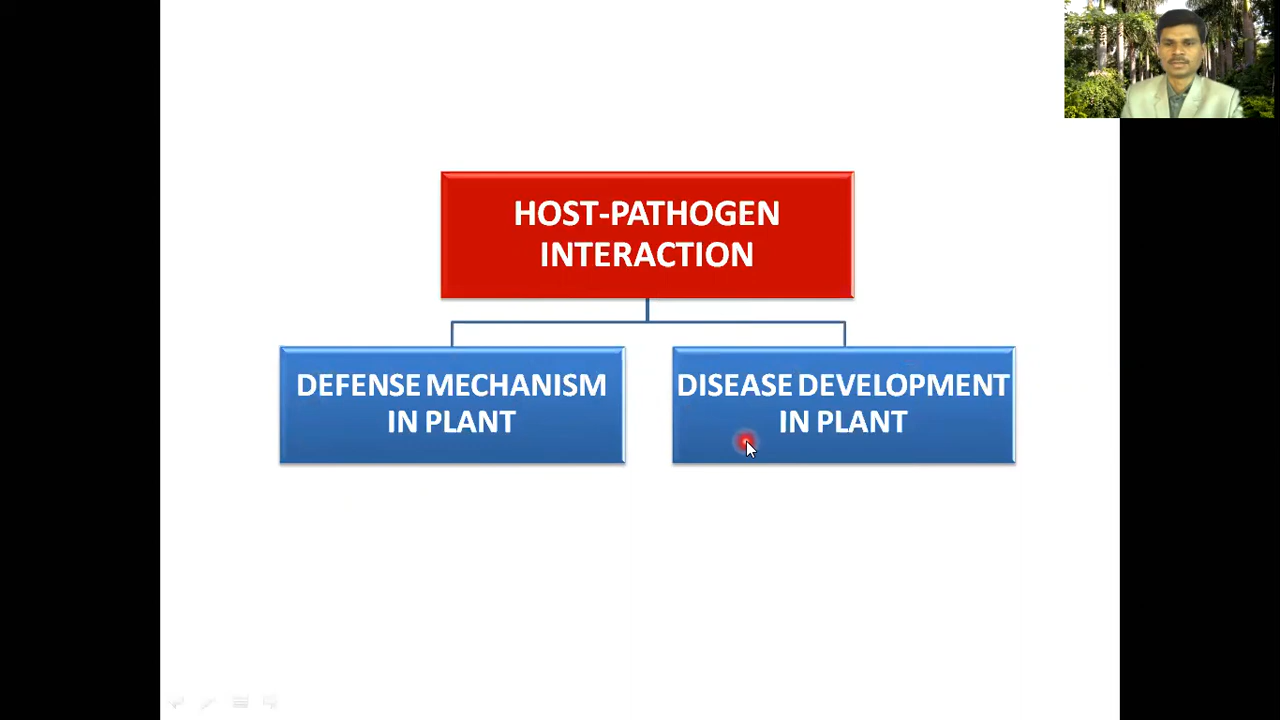 HOST-PATHOGEN
INTERACTION
DEFENSE MECHANISM
IN PLANT
DISEASE DEVELOPMENT
IN PLANT